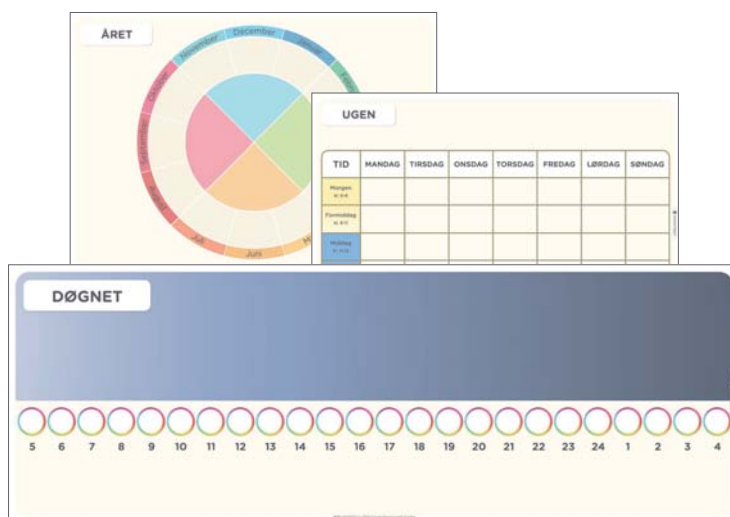 ÅRET
November
December
Januar
Oktober
September
August
Juli
Juni
UGEN
TID MANDAG TIRSDAG ONSDAG TORSDAG FREDAG LØRDAG SØNDAG
Morgen
Formiddag
Middag
DØGNET
5 6 7 8 9 10 11 12 13 14 15 16 17 18 19 20 21 22 23 24 1 2 3 4